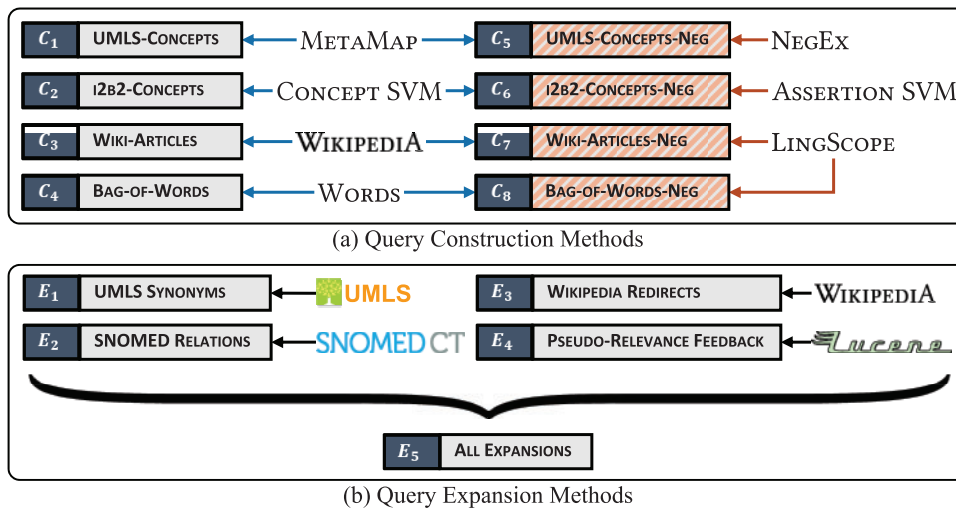 C1 UMLS-CONCEPTS METAMAP C5 UMLS-CONCEPTS-NEG NEGEX
C2 I2B2-CONCEPTS CONCEPT SVM C6 I2B2-CONCEPTS-NEG ASSERTION SVM
C3 WIKI-ARTICLES WIKIPEDIA C7 WIKI-ARTICLES-NEG LINGSCOPE
C4 BAG-OF-WORDS WORDS C8 BAG-OF-WORDS-NEG
(a) Query Construction Methods
E1 UMLS SYNONYMS UMLS E3 WIKIPEDIA REDIRECTS WIKIPEDIA
E2 SNOMED RELATIONS SNOMED CT E4 PSEUDO-RELEVANCE FEEDBACK Lucene
E5 ALL EXPANSIONS
(b) Query Expansion Methods